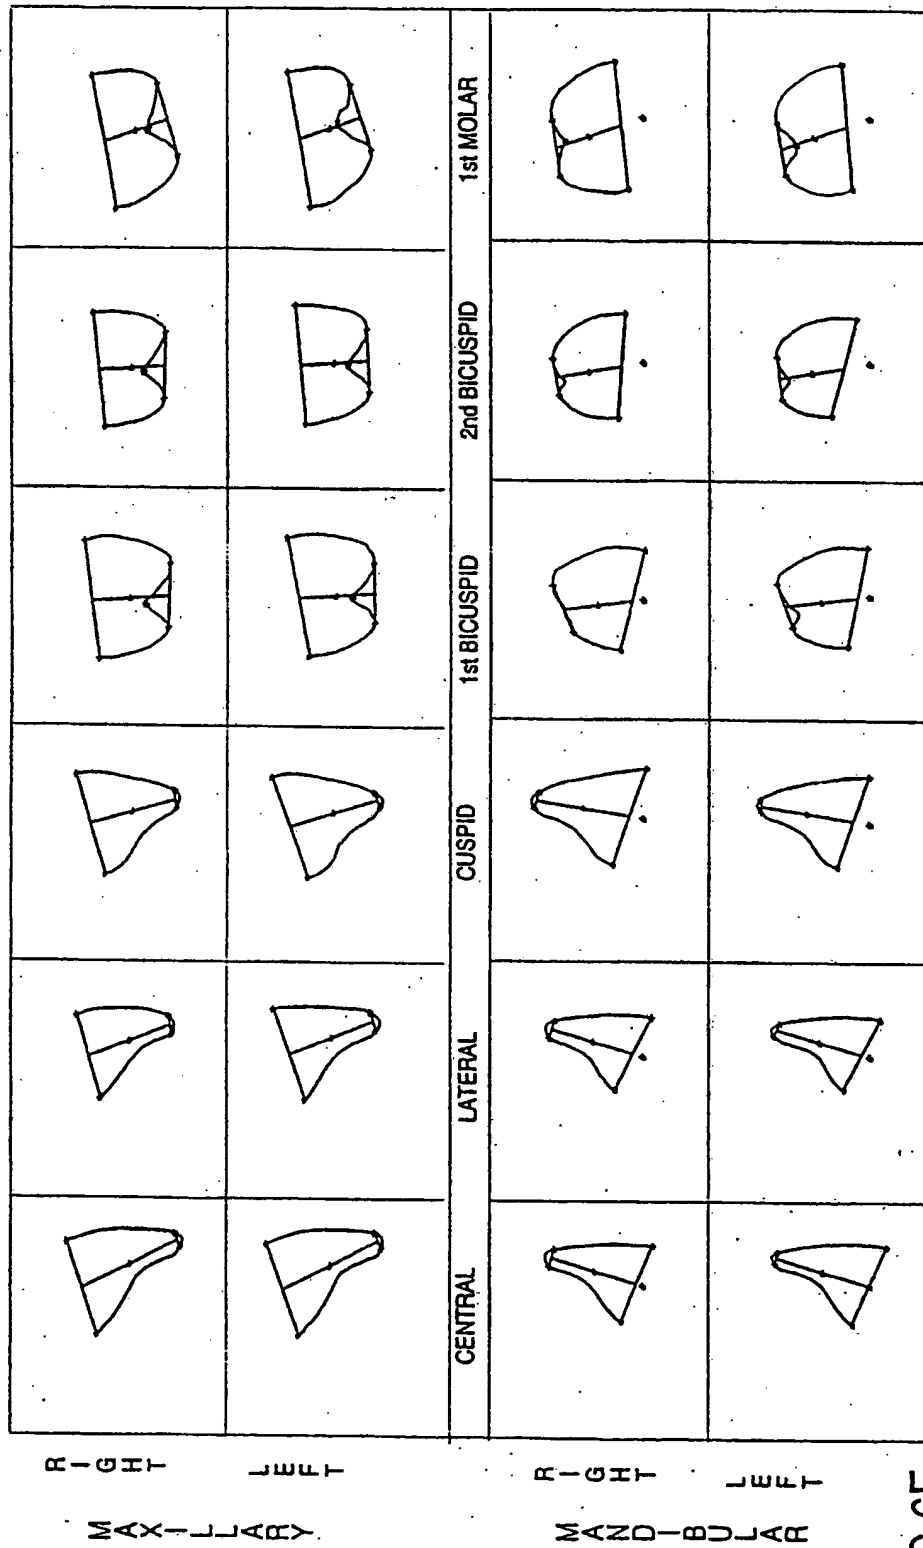 MAXILLARY
RIGHT
LEFT
CENTRAL LATERAL CUSPID 1st BICUSPID 2nd BICUSPID 1st MOLAR
MANDIBULAR
RIGHT
LEFT